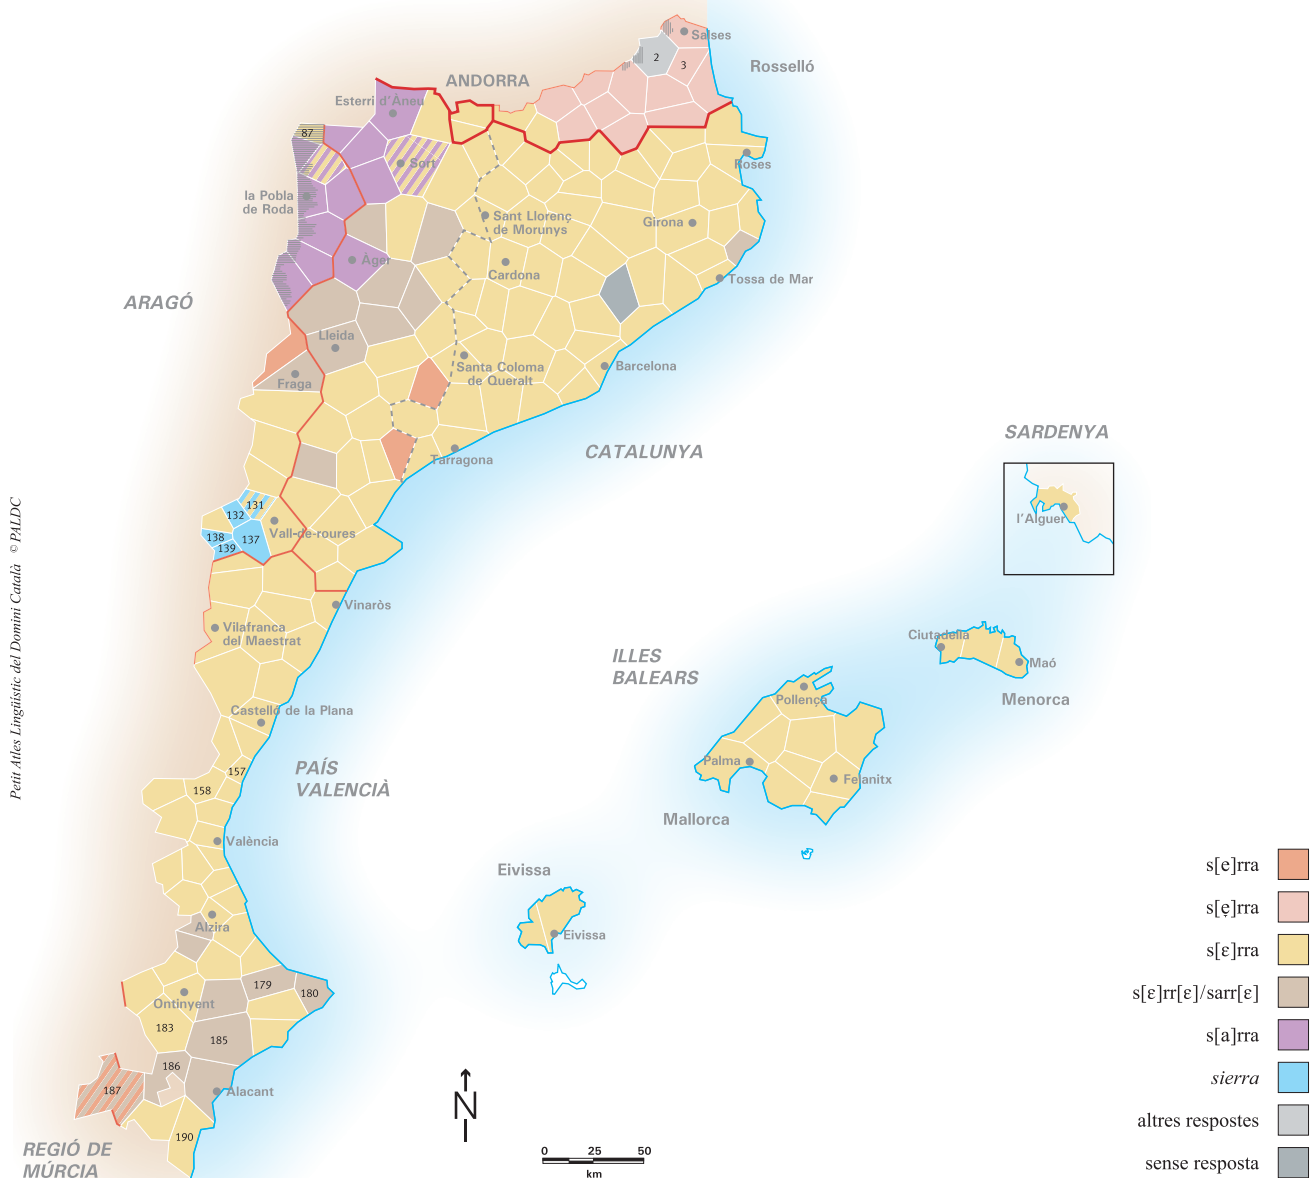 Salses
2
3
Rosselló
ANDORRA
Esterri d'Àneu
87
Sort
Roses
la Pobla
de Roda
Sant Llorenç
de Morunys
Girona
Àger
Cardona
Tossa de Mar
ARAGÓ
Lleida
Santa Coloma
de Queralt
Barcelona
Fraga
SARDENYA
CATALUNYA
Tarragona
131
132
l'Alguer
Vall-de-roures
138
137
139
Vinaròs
Vilafranca
del Maestrat
Ciutadella
ILLES
BALEARS
Maó
Menorca
Pollença
Castelló de la Plana
Palma
157
PAÍS
VALENCIÀ
Felanitx
158
Mallorca
València
Eivissa
Alzira
Eivissa
179
180
Ontinyent
183
185
186
187
Alacant
190
REGIÓ DE
MÚRCIA
N
0 25 50
km
s[e]rra
s[ẹ]rra
s[ɛ]rra
s[ɛ]rr[ɛ]/sarr[ɛ]
s[a]rra
sierra
altres respostes
sense resposta
Petit Atles Lingüístic del Domini Català © PALDC